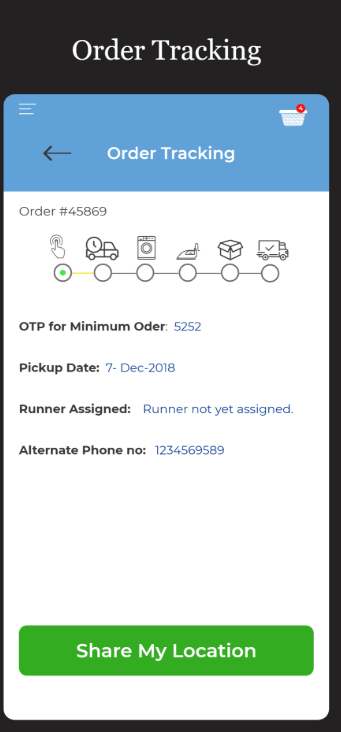 Order Tracking
4
Order Tracking
Order #45869
OTP for Minimum Oder: 5252
Pickup Date: 7- Dec-2018
Runner Assigned: Runner not yet assigned.
Alternate Phone no: 1234569589
Share My Location